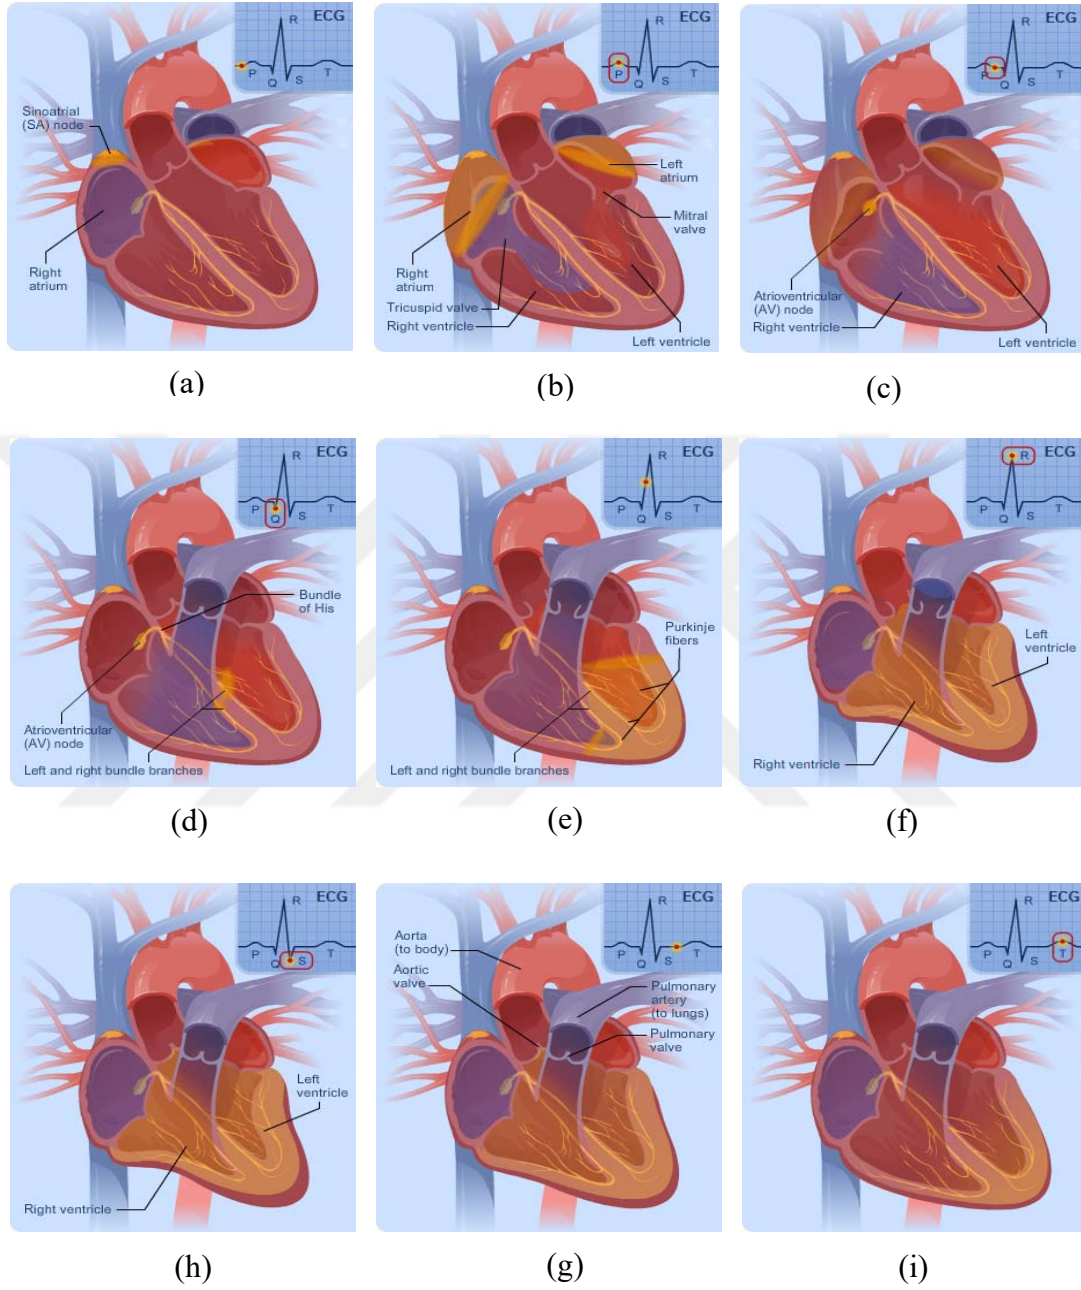 ECG
R
P
Q
S
T
Sinoatrial
(SA) node
Right
atrium
(a)
ECG
R
P
Q
S
T
Left
atrium
Mitral
valve
Right
atrium
Tricuspid valve
Right ventricle
Left ventricle
(b)
ECG
R
P
Q
S
T
Atrioventricular
(AV) node
Right ventricle
Left ventricle
(c)
ECG
R
P
Q
S
T
Bundle
of His
Atrioventricular
(AV) node
Left and right bundle branches
(d)
ECG
R
P
Q
S
T
Purkinje
fibers
Left and right bundle branches
(e)
ECG
R
P
Q
S
T
Left
ventricle
Right ventricle
(f)
ECG
R
P
Q
S
T
Left
ventricle
Right ventricle
(h)
ECG
R
P
Q
S
T
Aorta
(to body)
Aortic
valve
Pulmonary
artery
(to lungs)
Pulmonary
valve
(g)
ECG
R
P
Q
S
T
(i)